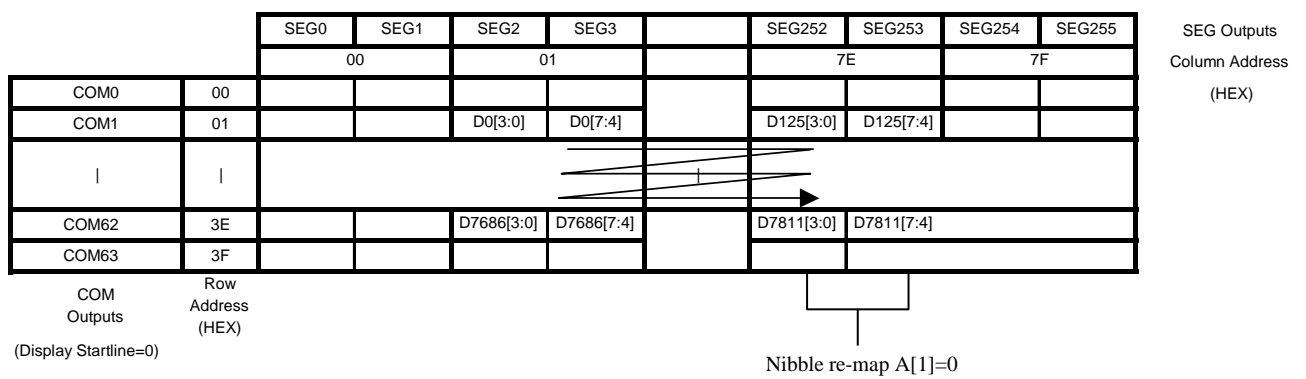 SEG0 SEG1 SEG2 SEG3 SEG252 SEG253 SEG254 SEG255 SEG Outputs
00 01 7E 7F Column Address
COM0 00 (HEX)
COM1 01 D0[3:0] D0[7:4] D125[3:0] D125[7:4]
| | |
COM62 3E D7686[3:0] D7686[7:4] D7811[3:0] D7811[7:4]
COM63 3F
COM
Outputs
(Display Startline=0)
Row
Address
(HEX)
Nibble re-map A[1]=0